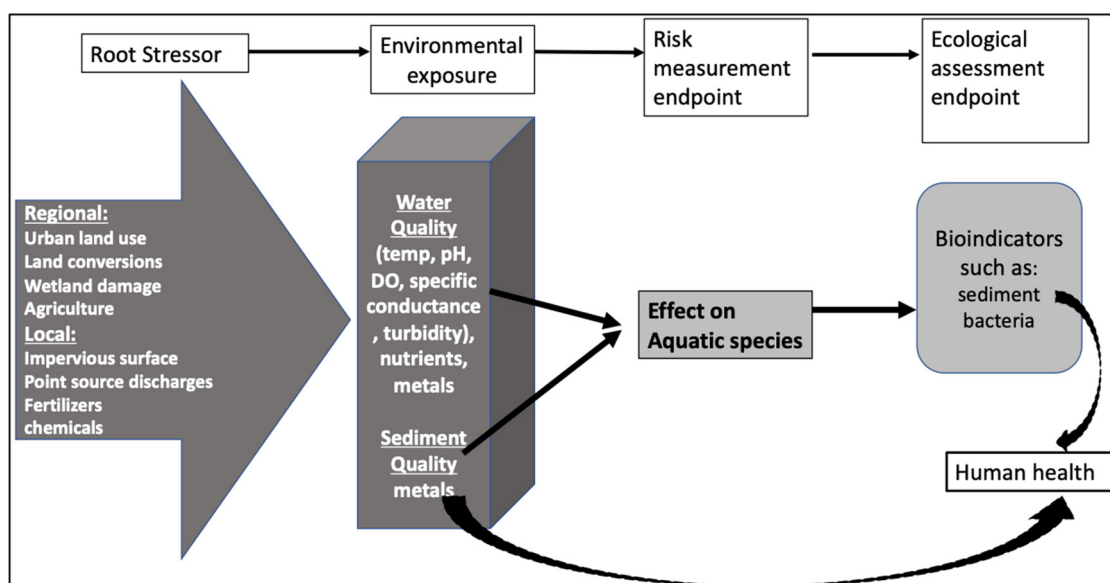 Root Stressor
Environmental
exposure
Risk
measurement
endpoint
Ecological
assessment
endpoint
Regional:
Urban land use
Land conversions
Wetland damage
Agriculture
Local:
Impervious surface
Point source discharges
Fertilizers
chemicals
Water
Quality
(temp, pH,
DO, specific
conductance
, turbidity),
nutrients,
metals
Sediment
Quality
metals
Effect on
Aquatic species
Bioindicators
such as:
sediment
bacteria
Human health